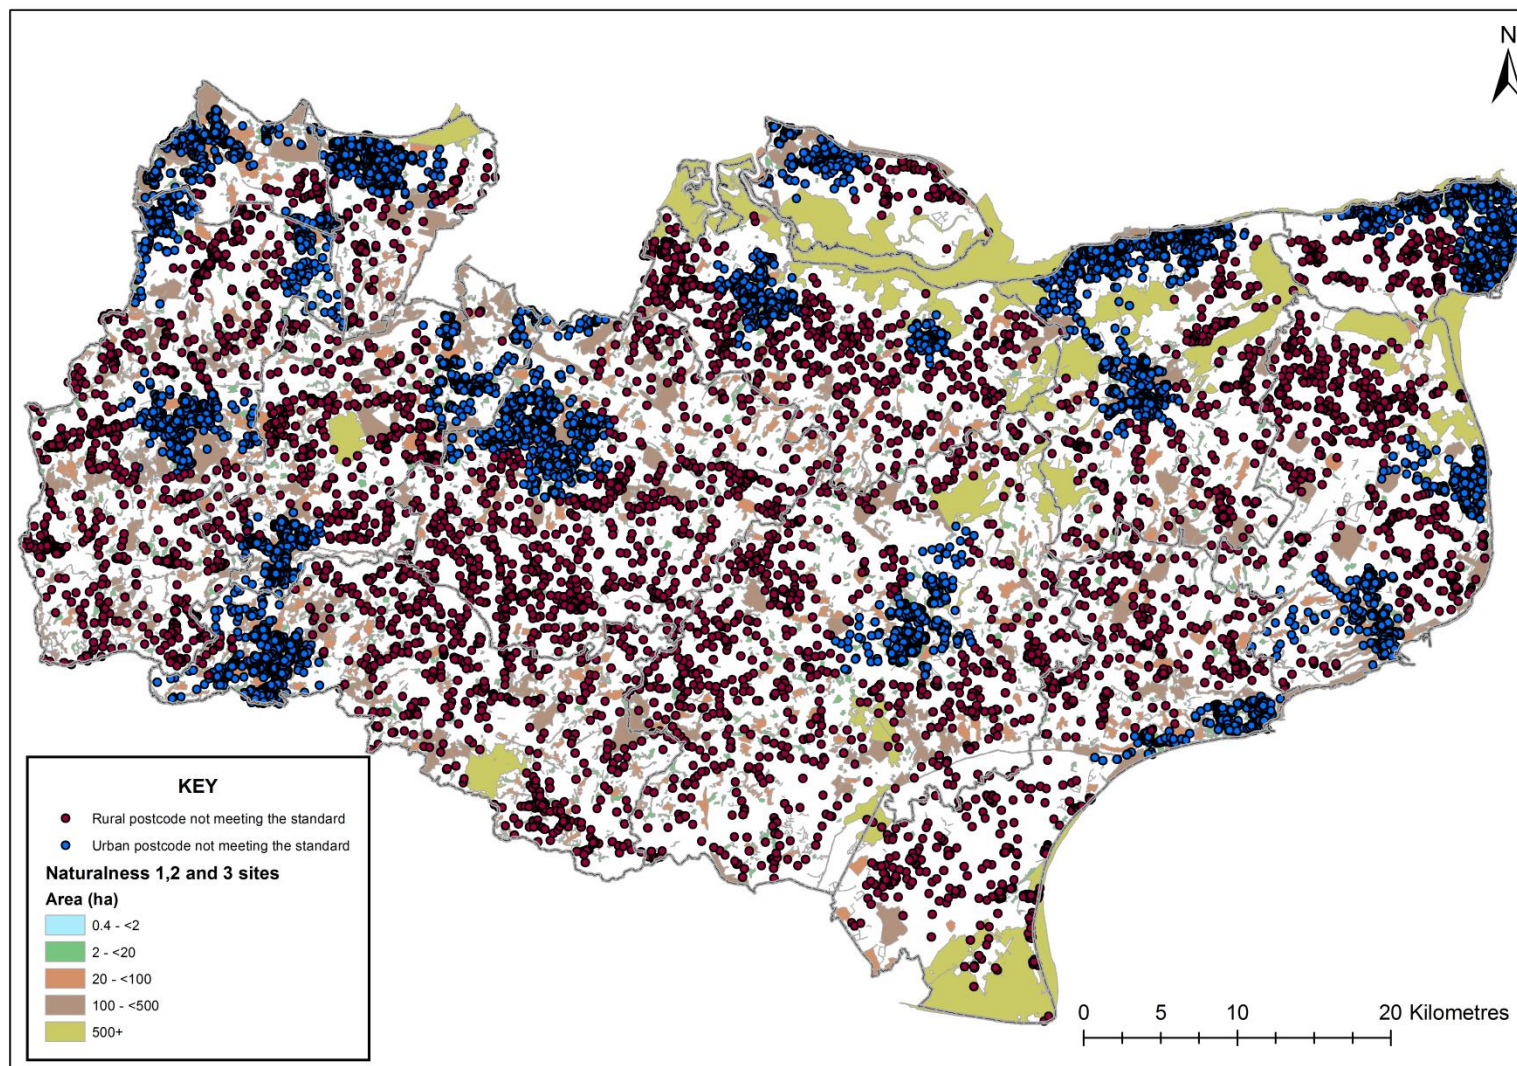 N
KEY
Rural postcode not meeting the standard
Urban postcode not meeting the standard
Naturalness 1,2 and 3 sites
Area (ha)
0.4 - <2
2 - <20
20 - <100
100 - <500
500+
0 5 10 20 Kilometres